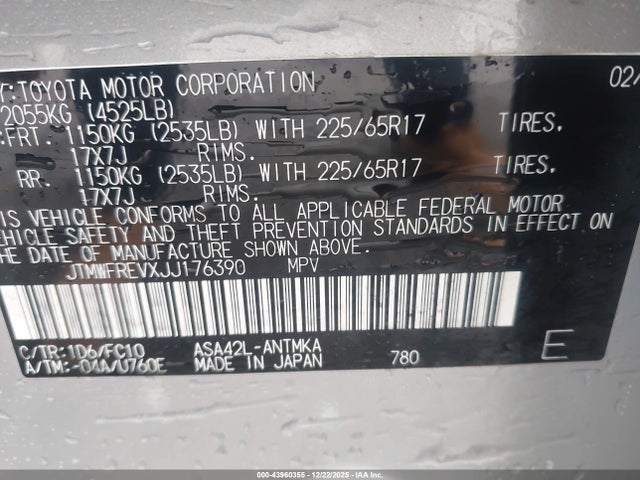 Y: TOYOTA MOTOR CORPORATION 02/
2055KG (4525LB)
:FRT. 1150KG (2535LB) WITH 225/65R17 TIRES,
17X7J RIMS.
RR. 1150KG (2535LB) WITH 225/65R17 TIRES,
17X7J RIMS.
IS VEHICLE CONFORMS TO ALL APPLICABLE FEDERAL MOTOR
VEHICLE SAFETY AND THEFT PREVENTION STANDARDS IN EFFECT ON
THE DATE OF MANUFACTURE SHOWN ABOVE.
JTMWFREVXJJ176390 MPV
C/TR:1D6/FC10 ASA42L-ANTMKA
A/TM:-04A/U760E MADE IN JAPAN 780 E
000-43960355 - 12/22/2025 - IAA Inc.